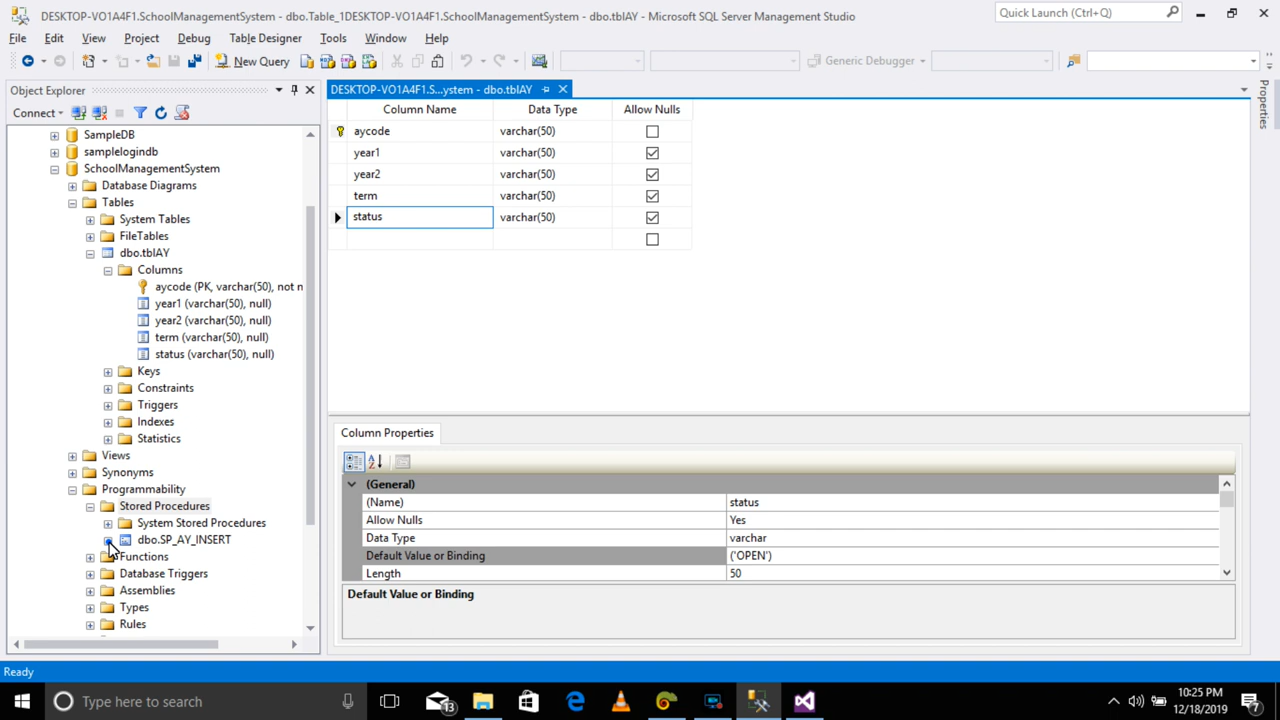 DESKTOP-VO1A4F1.SchoolManagementSystem - dbo.Table_1DESKTOP-VO1A4F1.SchoolManagementSystem - dbo.tblAY - Microsoft SQL Server Management Studio
Quick Launch (Ctrl+Q)
File Edit View Project Debug Table Designer Tools Window Help
New Query
Generic Debugger
Object Explorer
Connect
SampleDB
samplelogindb
SchoolManagementSystem
Database Diagrams
Tables
System Tables
FileTables
dbo.tblAY
Columns
aycode (PK, varchar(50), not n
year1 (varchar(50), null)
year2 (varchar(50), null)
term (varchar(50), null)
status (varchar(50), null)
Keys
Constraints
Triggers
Indexes
Statistics
Views
Synonyms
Programmability
Stored Procedures
System Stored Procedures
dbo.SP_AY_INSERT
Functions
Database Triggers
Assemblies
Types
Rules
DESKTOP-VO1A4F1.S...ystem - dbo.tblAY
Column Name Data Type Allow Nulls
aycode varchar(50)
year1 varchar(50)
year2 varchar(50)
term varchar(50)
status varchar(50)
Column Properties
(General)
(Name) status
Allow Nulls Yes
Data Type varchar
Default Value or Binding ('OPEN')
Length 50
Default Value or Binding
Properties
Ready
Type here to search
13
10:25 PM
12/18/2019
7